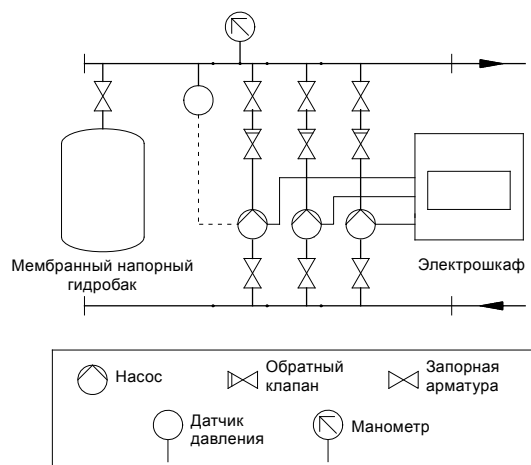 Мембранный напорный
гидробак
Электрошкаф
Насос
Обратный
клапан
Запорная
арматура
Датчик
давления
Манометр